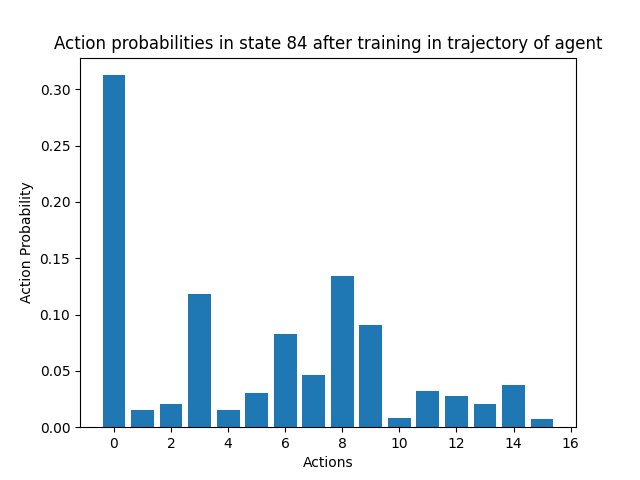 Action probabilities in state 84 after training in trajectory of agent
0.30
0.25
0.20
0.15
0.10
0.05
0.00
Action Probability
0 2 4 6 8 10 12 14 16
Actions